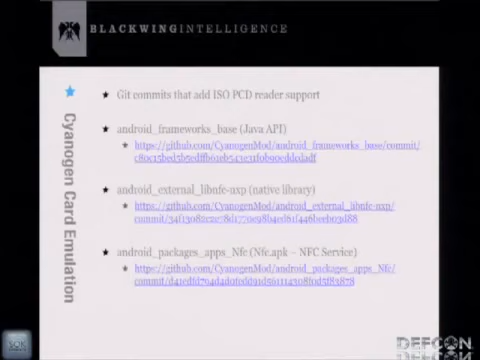 BLACKWINGINTELLIGENCE
Cyanogen Card Emulation
Git commits that add ISO PCD reader support
android_frameworks_base (Java API)
https://github.com/CyanogenMod/android_frameworks_base/commit/
android_external_libnfc-nxp (native library)
https://github.com/CyanogenMod/android_external_libnfc-nxp/
android_packages_apps_Nfc (Nfc.apk – NFC Service)
https://github.com/CyanogenMod/android_packages_apps_Nfc/
DEFCON